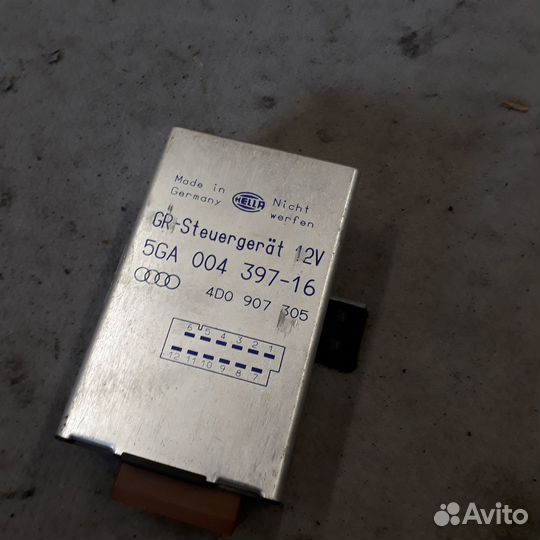 Made in Germany
HELLA
Nicht werfen
GR-Steuergerät 12V
5GA 004 397-16
4D0 907 305
6 5 4 3 2 1
12 11 10 9 8 7
Avito